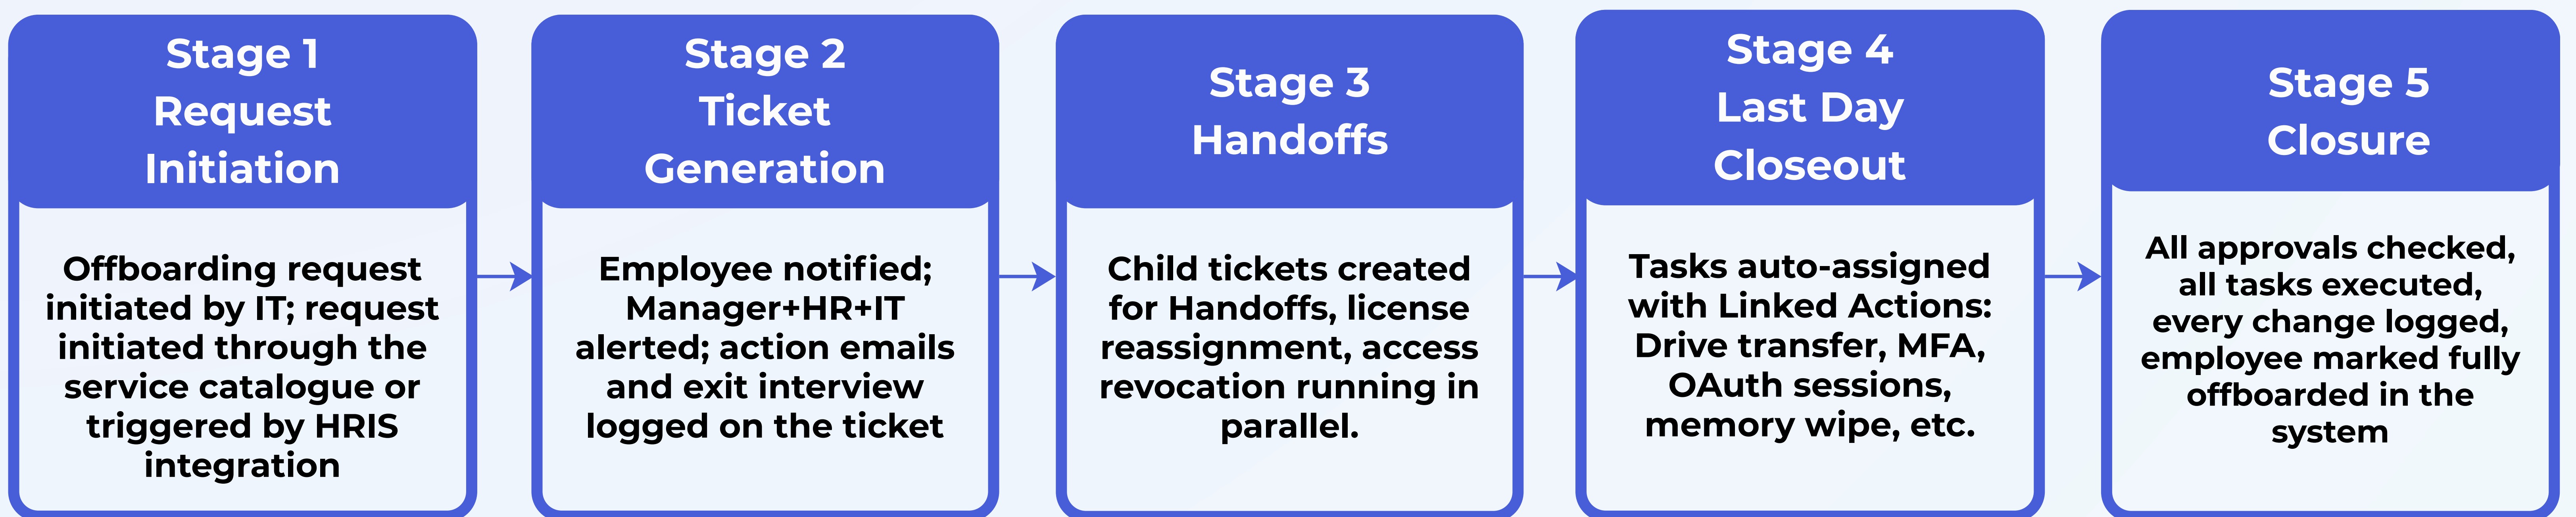 Stage 1
Request
Initiation
Offboarding request
initiated by IT; request
initiated through the
service catalogue or
triggered by HRIS
integration
Stage 2
Ticket
Generation
Employee notified;
Manager+HR+IT
alerted; action emails
and exit interview
logged on the ticket
Stage 3
Handoffs
Child tickets created
for Handoffs, license
reassignment, access
revocation running in
parallel.
Stage 4
Last Day
Closeout
Tasks auto-assigned
with Linked Actions:
Drive transfer, MFA,
OAuth sessions,
memory wipe, etc.
Stage 5
Closure
All approvals checked,
all tasks executed,
every change logged,
employee marked fully
offboarded in the
system